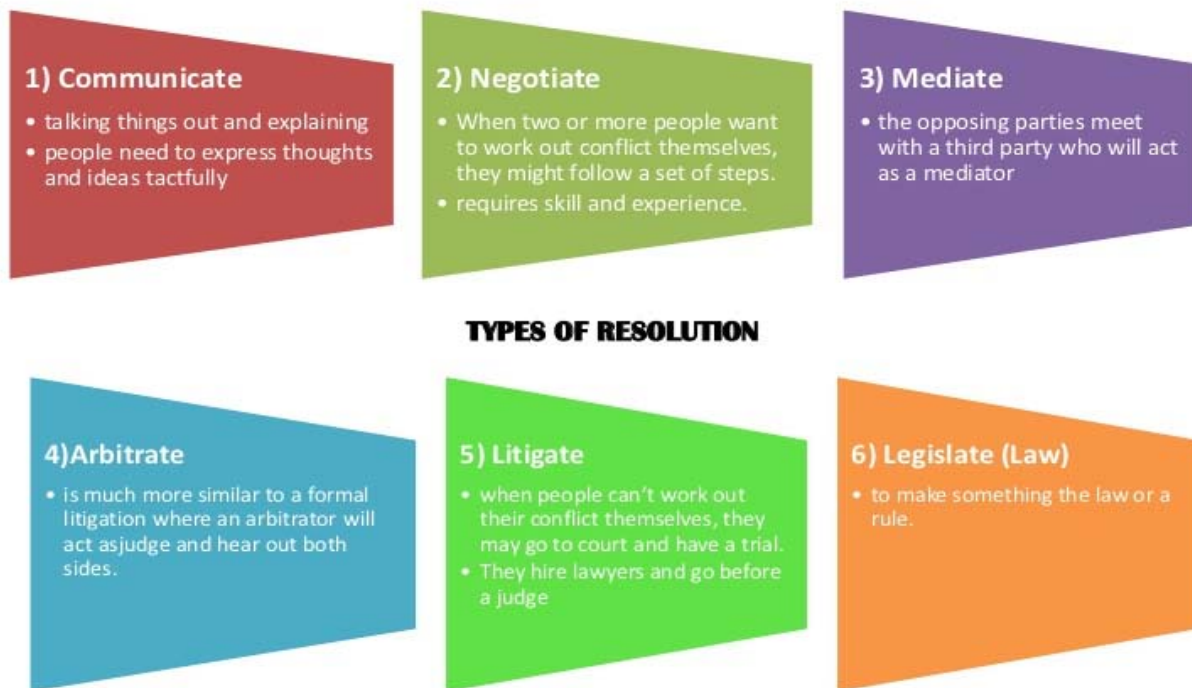 1) Communicate
• talking things out and explaining
• people need to express thoughts
and ideas tactfully
2) Negotiate
• When two or more people want
to work out conflict themselves,
they might follow a set of steps.
• requires skill and experience.
3) Mediate
• the opposing parties meet
with a third party who will act
as a mediator
TYPES OF RESOLUTION
4)Arbitrate
• is much more similar to a formal
litigation where an arbitrator will
act asjudge and hear out both
sides.
5) Litigate
• when people can't work out
their conflict themselves, they
may go to court and have a trial.
• They hire lawyers and go before
a judge
6) Legislate (Law)
• to make something the law or a
rule.